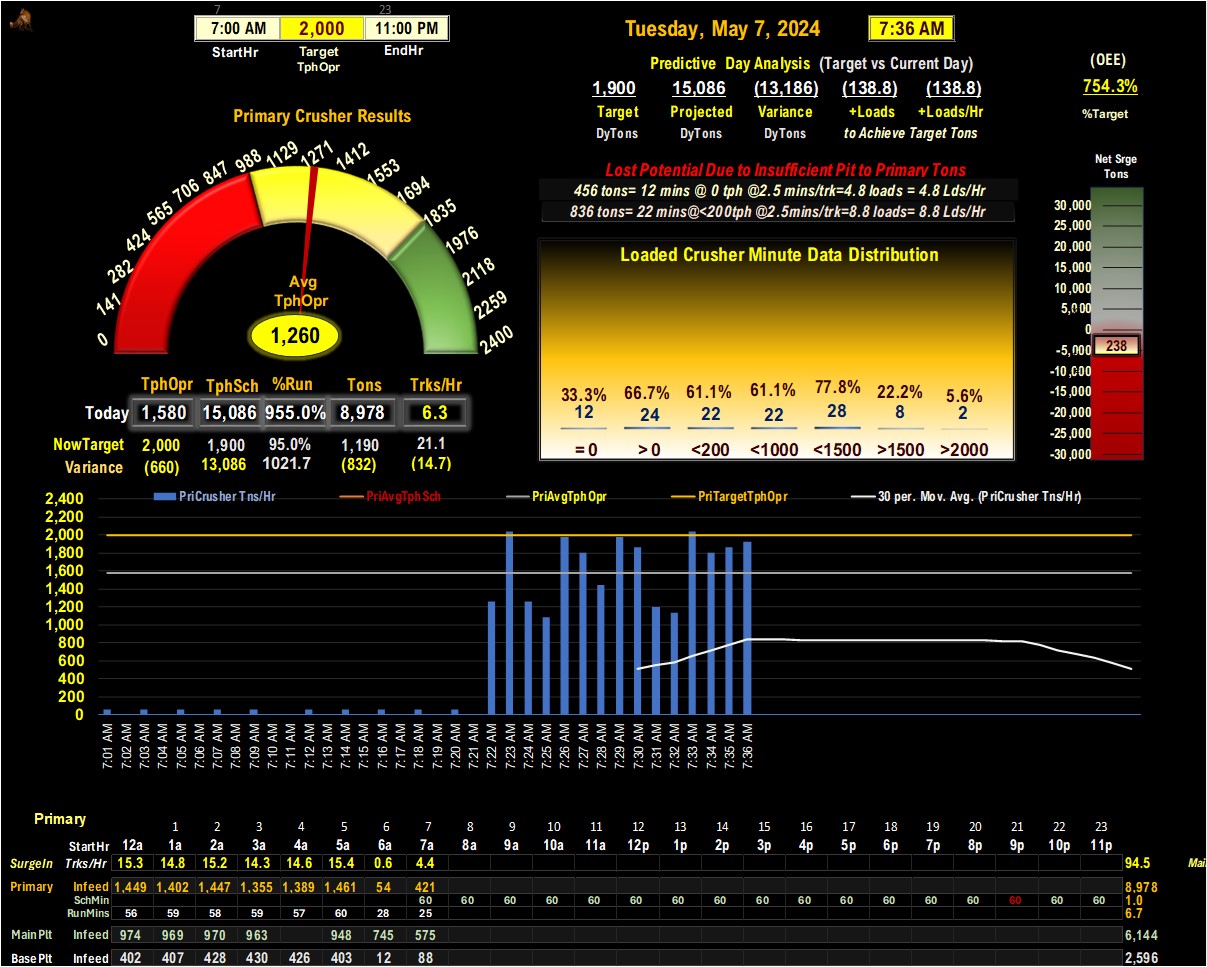 7 23
7:00 AM 2,000 11:00 PM
StartHr Target TphOpr EndHr
Tuesday, May 7, 2024 7:36 AM
Predictive Day Analysis (Target vs Current Day)
1,900 15,086 (13,186) (138.8) (138.8)
Target Projected Variance +Loads +Loads/Hr
DyTons DyTons DyTons to Achieve Target Tons
(OEE)
754.3%
%Target
Primary Crusher Results
0 141 282 424 565 706 847 988 1129 1271 1412 1553 1694 1835 1976 2118 2259 2400
Avg
TphOpr
1,260
Lost Potential Due to Insufficient Pit to Primary Tons
456 tons= 12 mins @ 0 tph @2.5 mins/trk=4.8 loads = 4.8 Lds/Hr
836 tons= 22 mins@<200tph @2.5mins/trk=8.8 loads= 8.8 Lds/Hr
Loaded Crusher Minute Data Distribution
33.3% 66.7% 61.1% 61.1% 77.8% 22.2% 5.6%
12 24 22 22 28 8 2
=0 >0 <200 <1000 <1500 >1500 >2000
Net Srge
Tons
30,000
25,000
20,000
15,000
10,000
5,000
0
-5,000
238
-10,000
-15,000
-20,000
-25,000
-30,000
TphOpr TphSch %Run Tons Trks/Hr
Today 1,580 15,086 955.0% 8,978 6.3
NowTarget 2,000 1,900 95.0% 1,190 21.1
Variance (660) 13,086 1021.7 (832) (14.7)
PriCrusher Tns/Hr PriAvgTphSch PriAvgTphOpr PriTargetTphOpr 30 per. Mov. Avg. (PriCrusher Tns/Hr)
2,400
2,200
2,000
1,800
1,600
1,400
1,200
1,000
800
600
400
200
0
7:01 AM 7:02 AM 7:03 AM 7:04 AM 7:05 AM 7:06 AM 7:07 AM 7:08 AM 7:09 AM 7:10 AM 7:11 AM 7:12 AM 7:13 AM 7:14 AM 7:15 AM 7:16 AM 7:17 AM 7:18 AM 7:19 AM 7:20 AM 7:21 AM 7:22 AM 7:23 AM 7:24 AM 7:25 AM 7:26 AM 7:27 AM 7:28 AM 7:29 AM 7:30 AM 7:31 AM 7:32 AM 7:33 AM 7:34 AM 7:35 AM 7:36 AM
Primary
1 2 3 4 5 6 7 8 9 10 11 12 13 14 15 16 17 18 19 20 21 22 23
StartHr 12a 1a 2a 3a 4a 5a 6a 7a 8a 9a 10a 11a 12p 1p 2p 3p 4p 5p 6p 7p 8p 9p 10p 11p
SurgeIn Trks/Hr 15.3 14.8 15.2 14.3 14.6 15.4 0.6 4.4 94.5
Primary Infeed 1,449 1,402 1,447 1,355 1,389 1,461 54 421 8,978
SchMin 60 60 60 60 60 60 60 60 60 60 60 60 60 60 60 60 60 1.0
RunMins 56 59 58 59 57 60 28 25 6.7
MainPlt Infeed 974 969 970 963 948 745 575 6,144
BasePlt Infeed 402 407 428 430 426 403 12 88 2,596